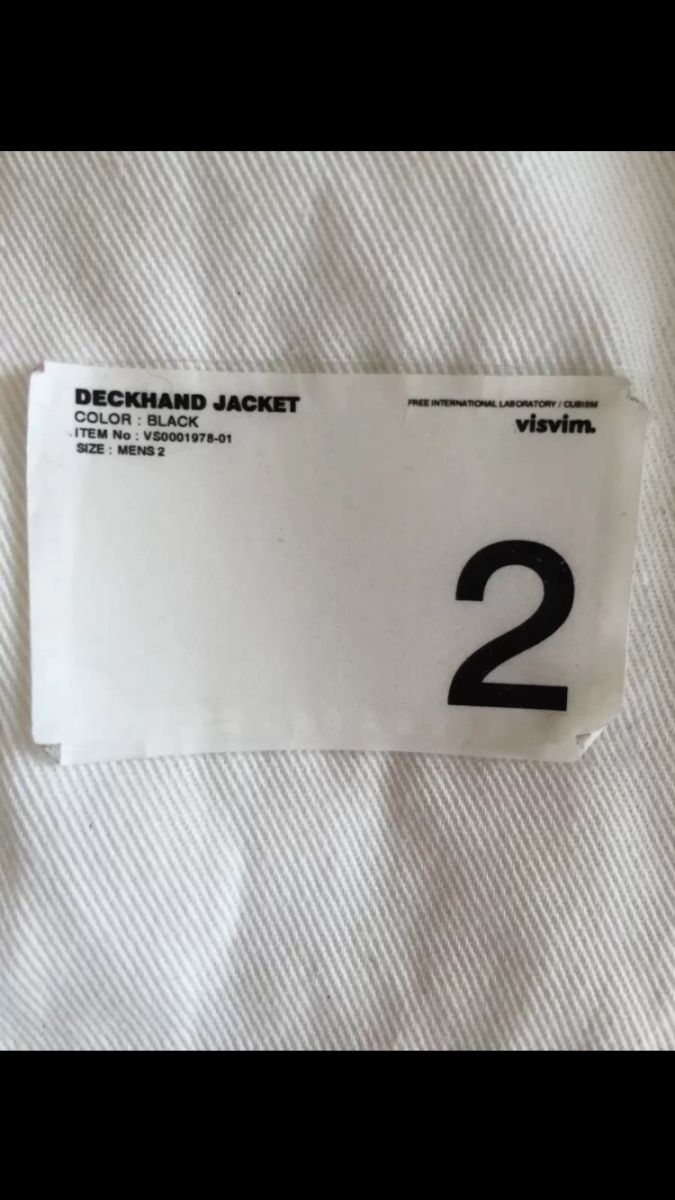 DECKHAND JACKET
COLOR : BLACK
ITEM No : VS0001978-01
SIZE : MENS 2
FREE INTERNATIONAL LABORATORY / CUBISM
visvim.
2